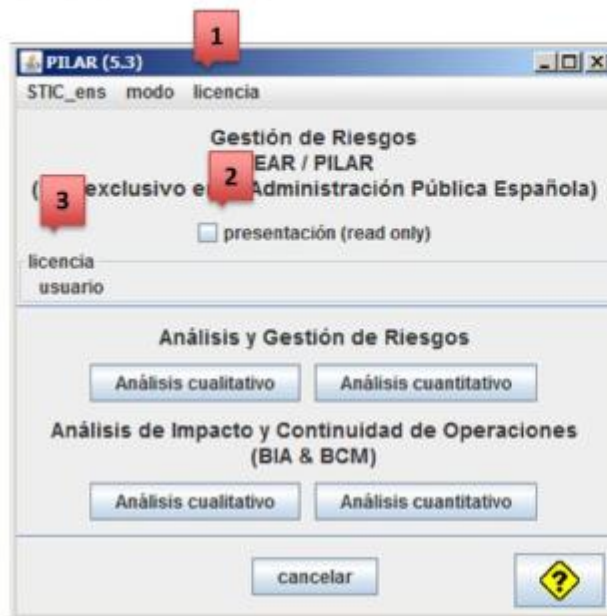 1
PILAR (5.3)
STIC_ens modo licencia
Gestión de Riesgos
EAR / PILAR
2
( exclusivo e Administración Pública Española)
3
presentación (read only)
licencia
usuario
Análisis y Gestión de Riesgos
Análisis cualitativo Análisis cuantitativo
Análisis de Impacto y Continuidad de Operaciones
(BIA & BCM)
Análisis cualitativo Análisis cuantitativo
cancelar ?